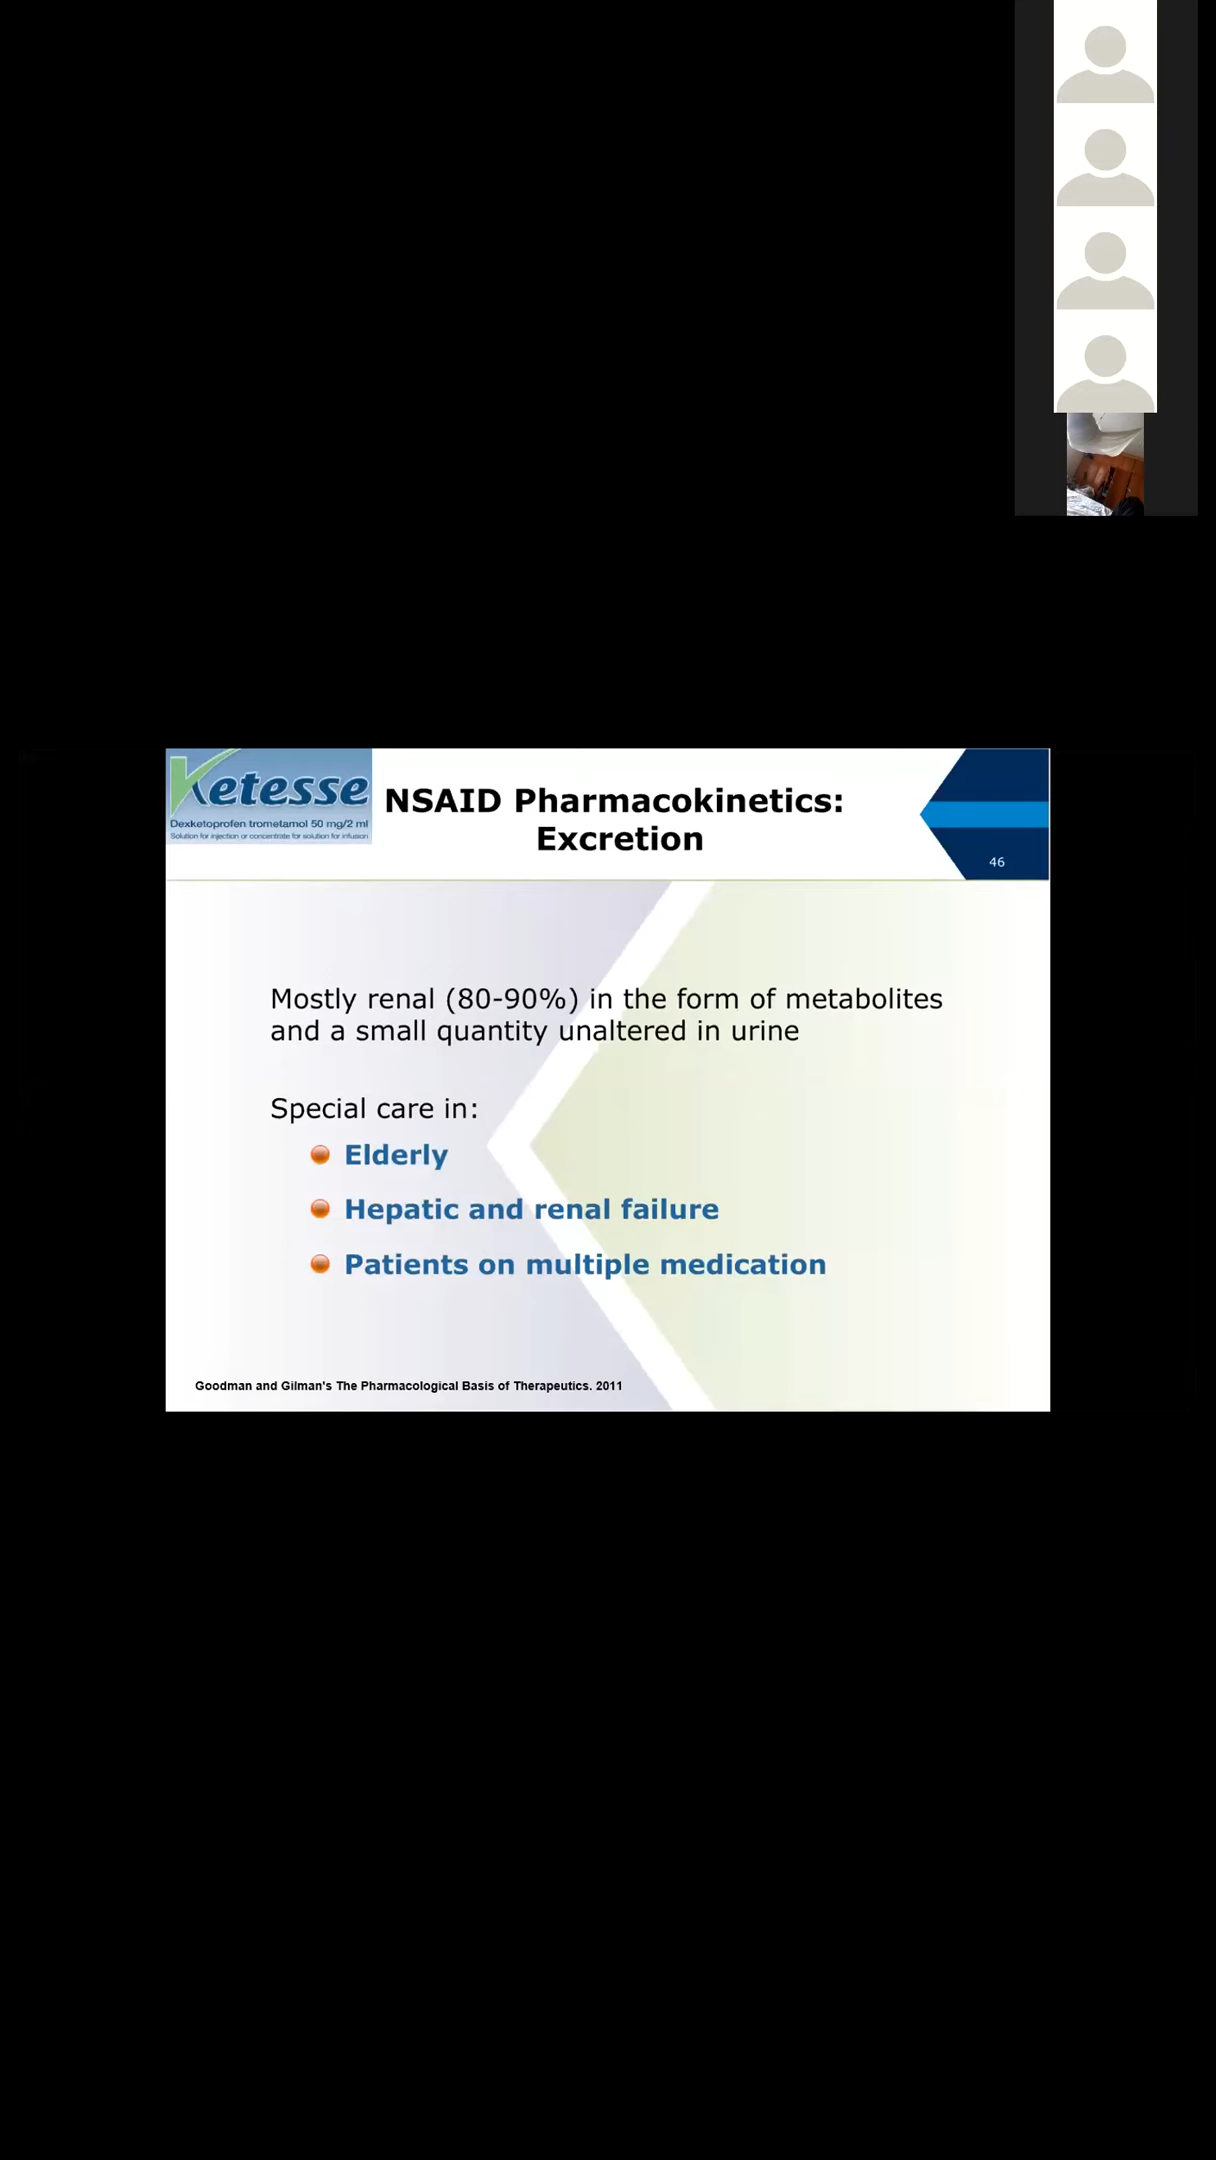 Ketesse
Dexketoprofen trometamol 50 mg/2 ml
Solution for injection or concentrate for solution for infusion
NSAID Pharmacokinetics:
Excretion
46
Mostly renal (80-90%) in the form of metabolites
and a small quantity unaltered in urine
Special care in:
Elderly
Hepatic and renal failure
Patients on multiple medication
Goodman and Gilman's The Pharmacological Basis of Therapeutics. 2011